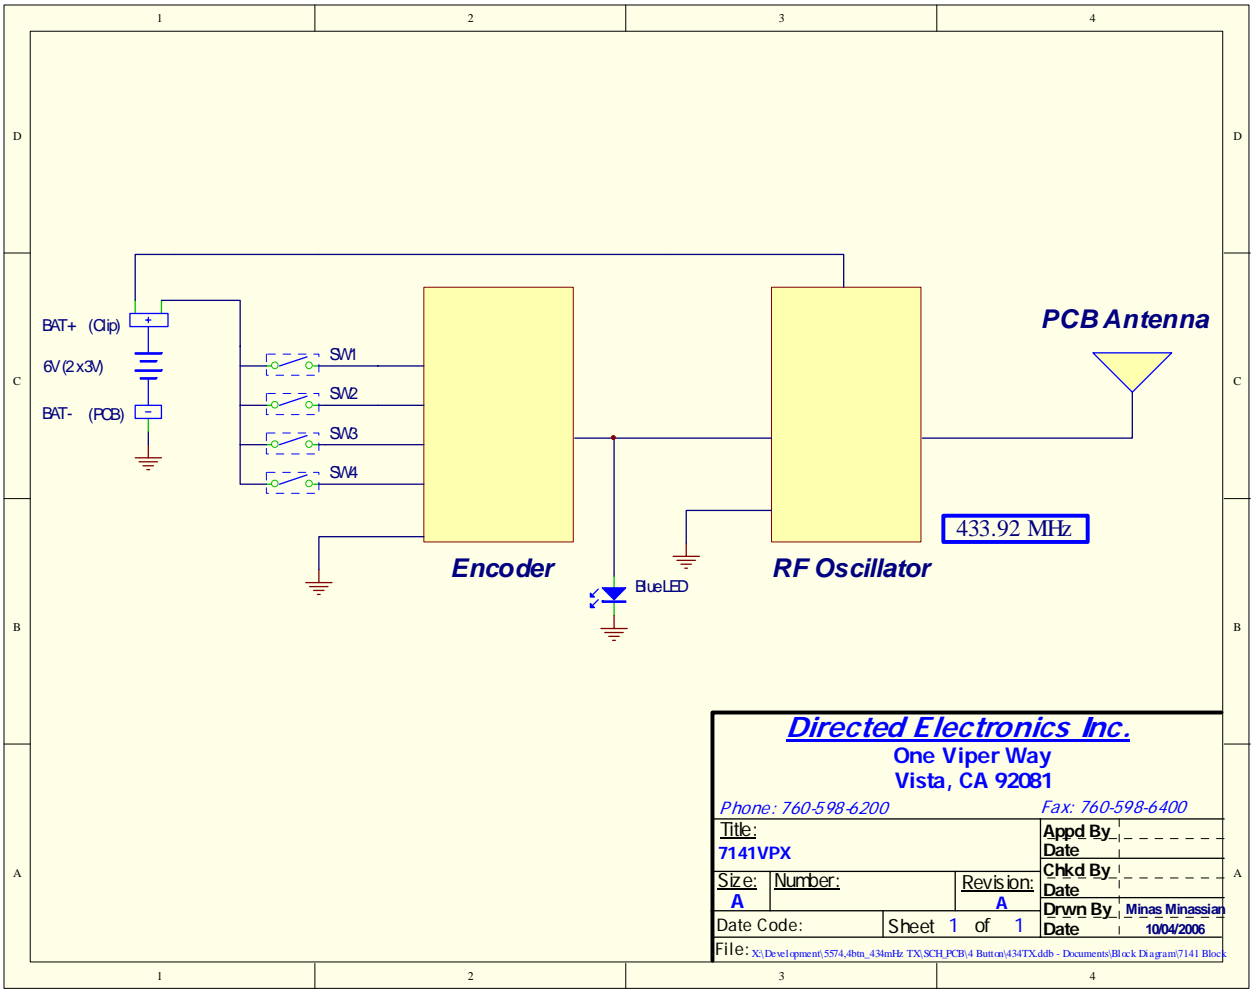 1 2 3 4
D D
PCB Antenna
BAT+ (Clip)
+
SW1
6V (2 x3V)
C C
SW2
BAT- (PCB)
-
SW3
SW4
433.92 MHz
Encoder
RF Oscillator
Blue LED
B B
Directed Electronics Inc.
One Viper Way
Vista, CA 92081
Phone: 760-598-6200 Fax: 760-598-6400
Title:
7141VPX
Appd By
Date
Size:
A
Number:
Revision:
A
Chkd By
Date
A A
Date Code:
Sheet 1 of 1
Drwn By Minas Minassian
Date 10/04/2006
File: X:\Development\5574,4btn_434mHz TX\SCH_PCB\4 Button\434TX.ddb - Documents\Block Diagram\7141 Block
1 2 3 4